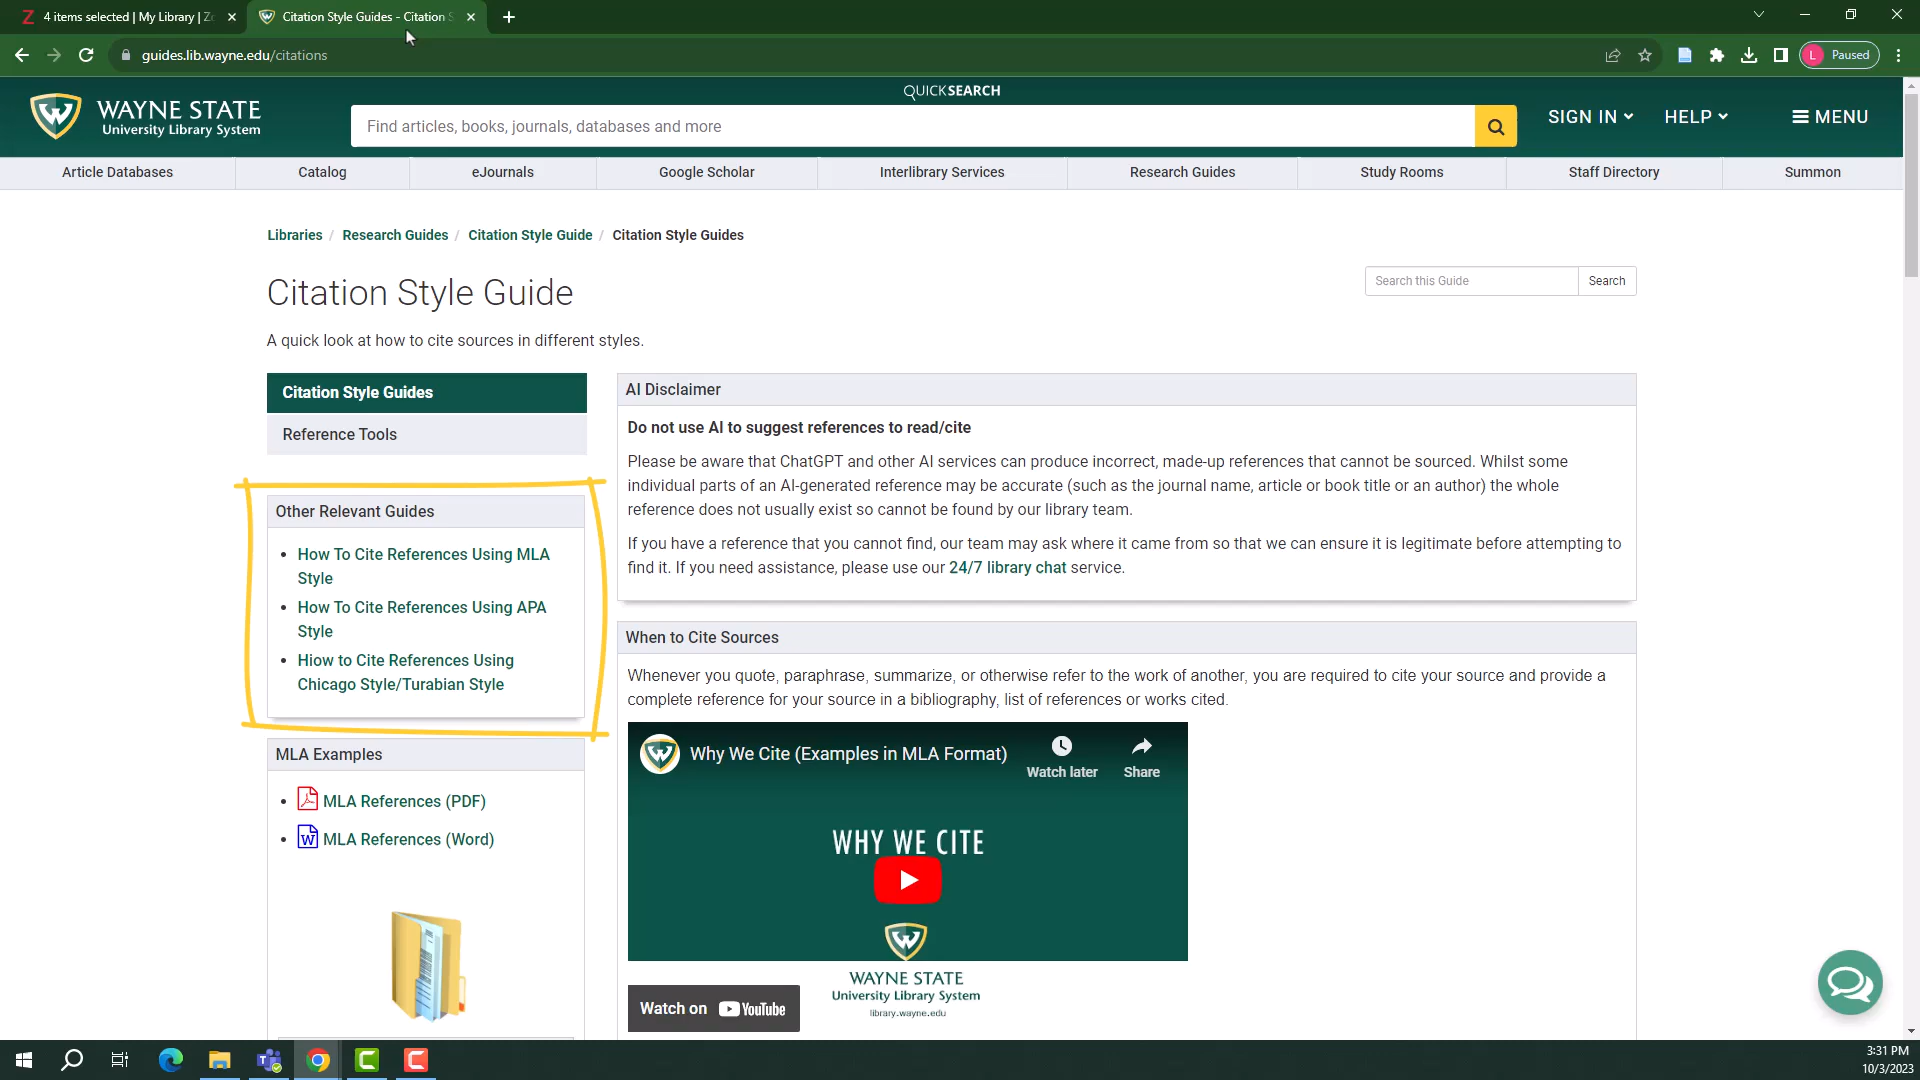 4 items selected | My Library | Zo
Citation Style Guides - Citation S
guides.lib.wayne.edu/citations
L
Paused
WAYNE STATE
University Library System
QUICKSEARCH
Find articles, books, journals, databases and more
SIGN IN
HELP
MENU
Article Databases
Catalog
eJournals
Google Scholar
Interlibrary Services
Research Guides
Study Rooms
Staff Directory
Summon
Libraries / Research Guides / Citation Style Guide / Citation Style Guides
Citation Style Guide
Search this Guide
Search
A quick look at how to cite sources in different styles.
Citation Style Guides
Reference Tools
Other Relevant Guides
How To Cite References Using MLA
Style
How To Cite References Using APA
Style
Hiow to Cite References Using
Chicago Style/Turabian Style
MLA Examples
MLA References (PDF)
MLA References (Word)
AI Disclaimer
Do not use AI to suggest references to read/cite
Please be aware that ChatGPT and other AI services can produce incorrect, made-up references that cannot be sourced. Whilst some
individual parts of an AI-generated reference may be accurate (such as the journal name, article or book title or an author) the whole
reference does not usually exist so cannot be found by our library team.
If you have a reference that you cannot find, our team may ask where it came from so that we can ensure it is legitimate before attempting to
find it. If you need assistance, please use our 24/7 library chat service.
When to Cite Sources
Whenever you quote, paraphrase, summarize, or otherwise refer to the work of another, you are required to cite your source and provide a
complete reference for your source in a bibliography, list of references or works cited.
Why We Cite (Examples in MLA Format)
Watch later
Share
WHY WE CITE
WAYNE STATE
University Library System
library.wayne.edu
Watch on YouTube
3:31 PM
10/3/2023